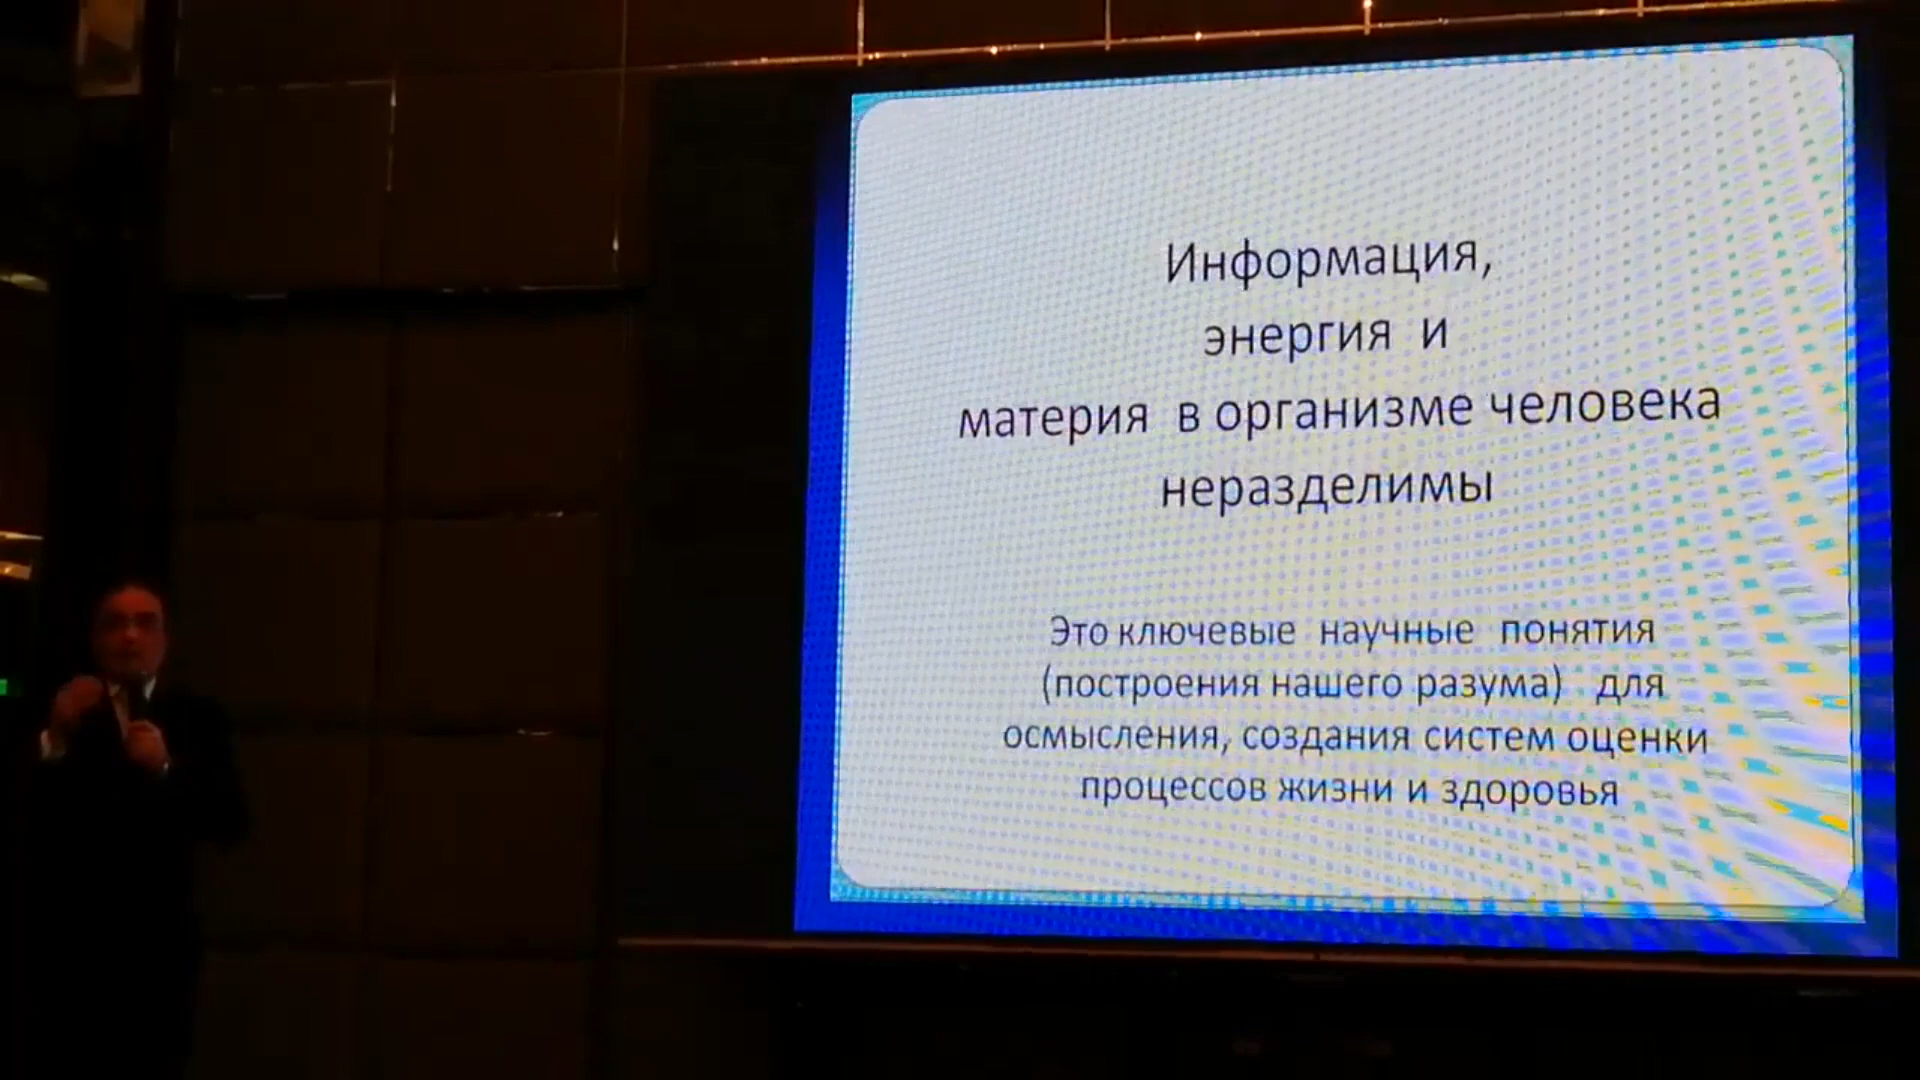 Информация,
энергия и
материя в организме человека
неразделимы
Это ключевые научные понятия
(построения нашего разума) для
осмысления, создания систем оценки
процессов жизни и здоровья